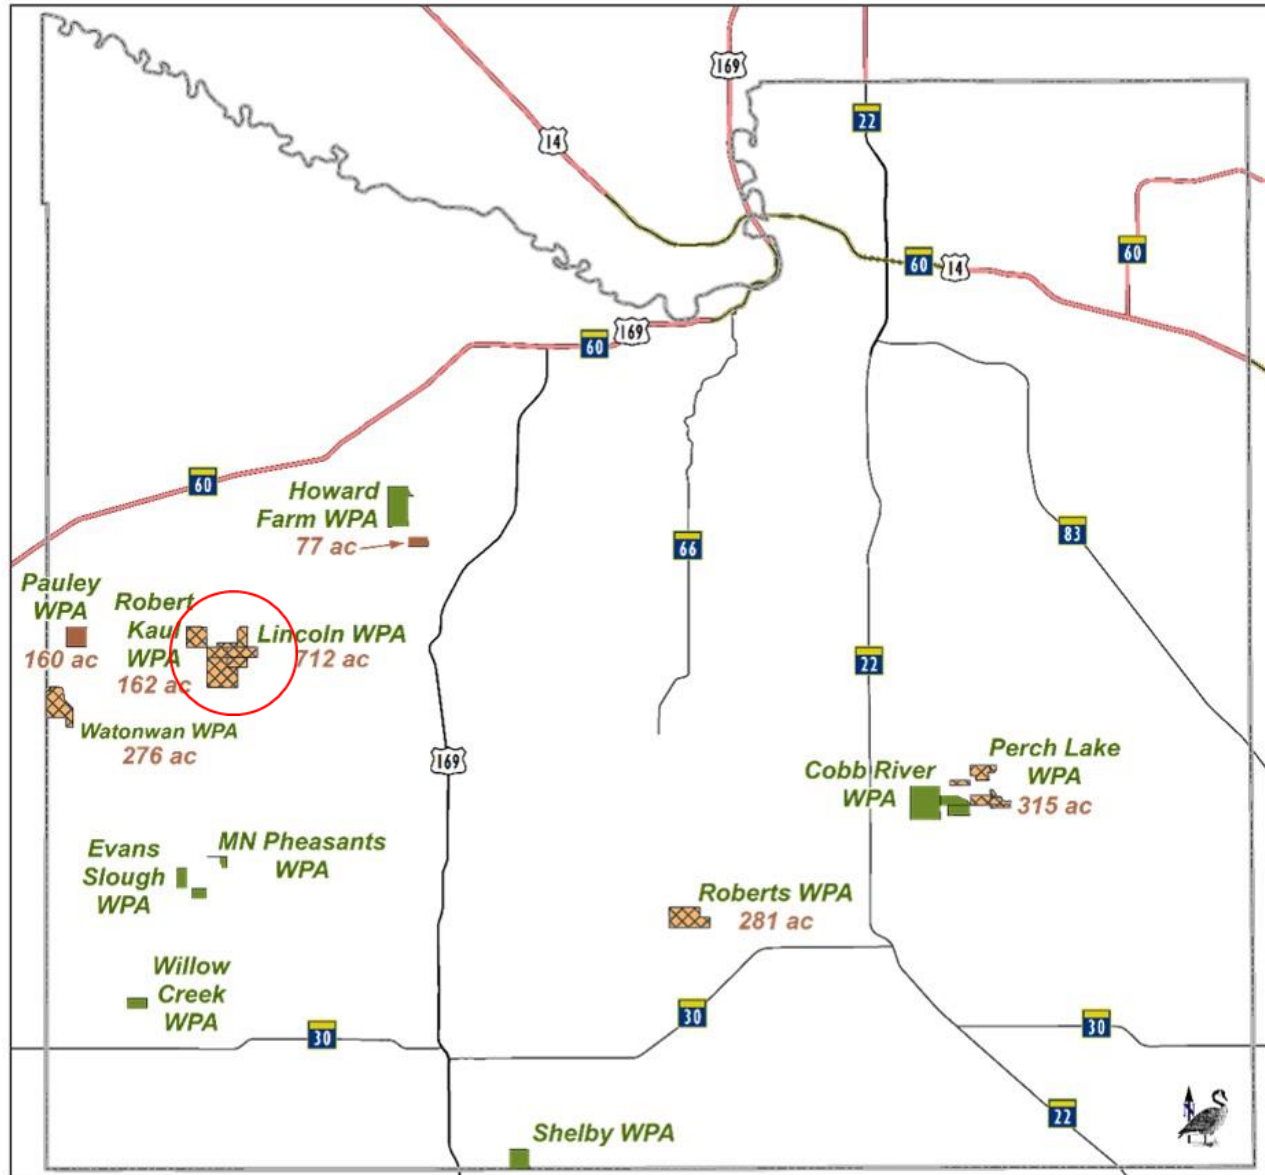 169
22
14
60
60
14
169
60
60
Howard
Farm WPA
77 ac
66
83
Pauley
WPA
160 ac
Robert
Kaul
WPA
162 ac
Lincoln WPA
712 ac
22
Watonwan WPA
276 ac
169
Perch Lake
WPA
315 ac
Cobb River
WPA
Evans
Slough
WPA
MN Pheasants
WPA
Roberts WPA
281 ac
Willow
Creek
WPA
30
30
30
22
Shelby WPA
N